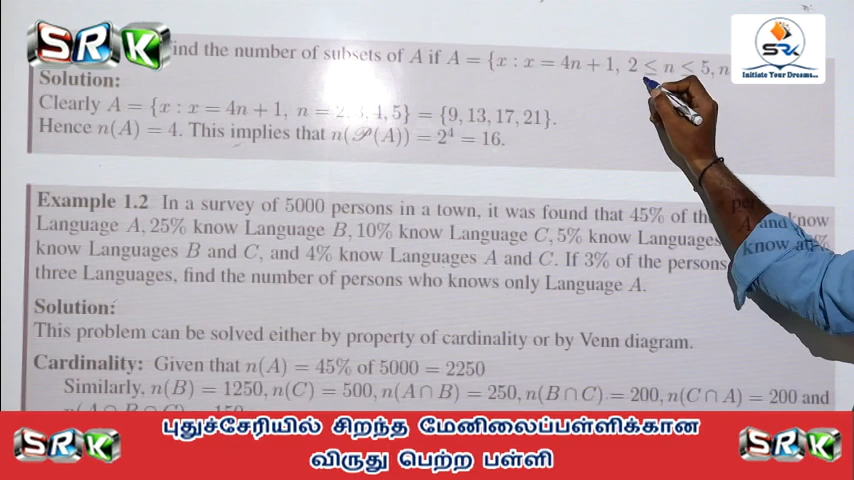 SRK
ind the number of subsets of A if A = {x : x = 4n + 1, 2 ≤ n ≤ 5, n
SRK
Initiate Your Dreams...
Solution:
Clearly A = {x : x = 4n + 1, n = 2, 3, 4, 5} = {9, 13, 17, 21}.
Hence n(A) = 4. This implies that n(𝒫(A)) = 2⁴ = 16.
Example 1.2 In a survey of 5000 persons in a town, it was found that 45% of th know
Language A, 25% know Language B, 10% know Language C, 5% know Languages and
know Languages B and C, and 4% know Languages A and C. If 3% of the persons know
three Languages, find the number of persons who knows only Language A.
Solution:
This problem can be solved either by property of cardinality or by Venn diagram.
Cardinality: Given that n(A) = 45% of 5000 = 2250
Similarly, n(B) = 1250, n(C) = 500, n(A ∩ B) = 250, n(B ∩ C) = 200, n(C ∩ A) = 200 and
SRK
புதுச்சேரியில் சிறந்த மேனிலைப்பள்ளிக்கான
விருது பெற்ற பள்ளி
SRK